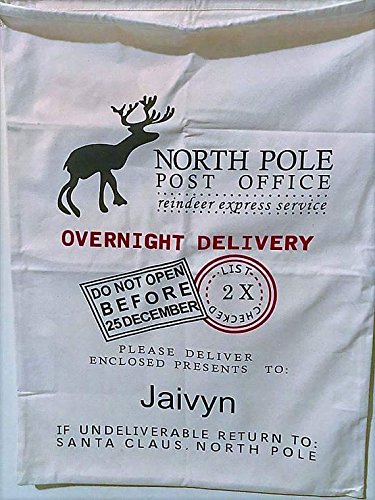 NORTH POLE
POST OFFICE
reindeer express service
OVERNIGHT DELIVERY
DO NOT OPEN
BEFORE
25 DECEMBER
LIST
2 X
CHECKED
PLEASE DELIVER
ENCLOSED PRESENTS TO:
Jaivyn
IF UNDELIVERABLE RETURN TO:
SANTA CLAUS. NORTH POLE